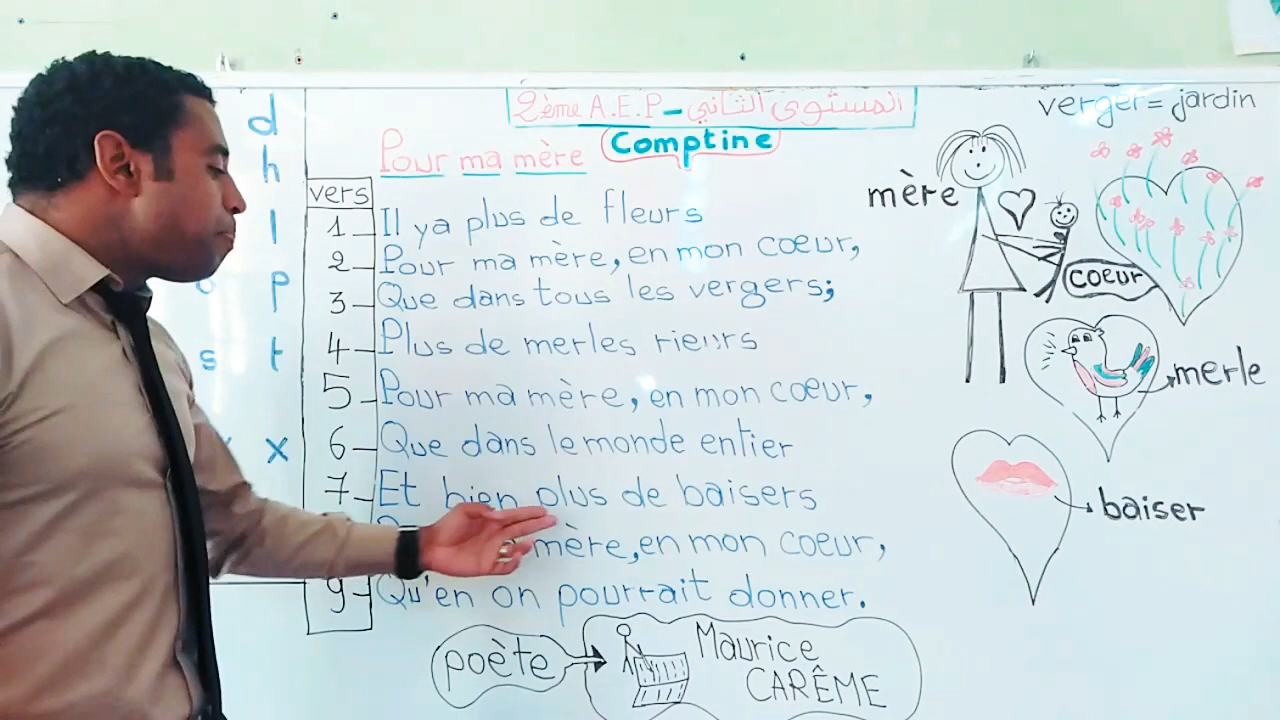 2ème A.E.P - المستوى الثاني
Comptine
Pour ma mère
vers
1 Il ya plus de fleurs
2 Pour ma mère, en mon coeur,
3 Que dans tous les vergers;
4 Plus de merles rieurs
5 Pour ma mère, en mon coeur,
6 Que dans le monde entier
7 Et bien plus de baisers
mère, en mon coeur,
9 Qu'en on pourrait donner.
poète
Maurice
CARÊME
verger = jardin
mère
coeur
merle
baiser
d
h
l
p
s t
x